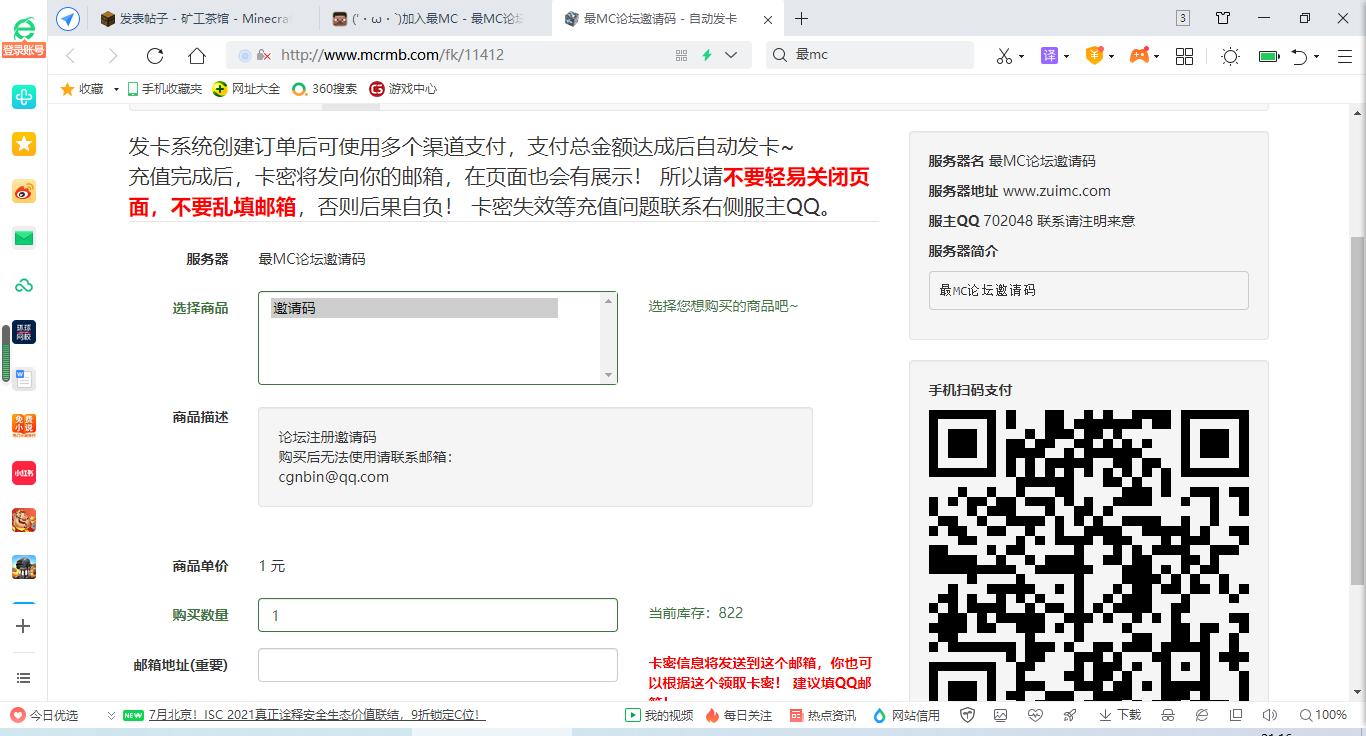 登录账号
发表帖子 - 矿工茶馆 - Minecra
(´・ω・`)加入最MC - 最MC论坛
最MC论坛邀请码 - 自动发卡
3
http://www.mcrmb.com/fk/11412
最mc
译
收藏
手机收藏夹
网址大全
360搜索
游戏中心
发卡系统创建订单后可使用多个渠道支付，支付总金额达成后自动发卡~
充值完成后，卡密将发向你的邮箱，在页面也会有展示！ 所以请不要轻易关闭页
面，不要乱填邮箱，否则后果自负！ 卡密失效等充值问题联系右侧服主QQ。
服务器 最MC论坛邀请码
选择商品
邀请码
选择您想购买的商品吧~
商品描述
论坛注册邀请码
购买后无法使用请联系邮箱：
cgnbin@qq.com
商品单价 1 元
购买数量 1 当前库存：822
邮箱地址(重要)
卡密信息将发送到这个邮箱，你也可
以根据这个领取卡密！ 建议填QQ邮
箱！
服务器名 最MC论坛邀请码
服务器地址 www.zuimc.com
服主QQ 702048 联系请注明来意
服务器简介
最MC论坛邀请码
手机扫码支付
环球
网校
免费
小说
小红书
今日优选
NEW
7月北京！ISC 2021真正诠释安全生态价值联结，9折锁定C位！
我的视频
每日关注
热点资讯
网站信用
下载
100%